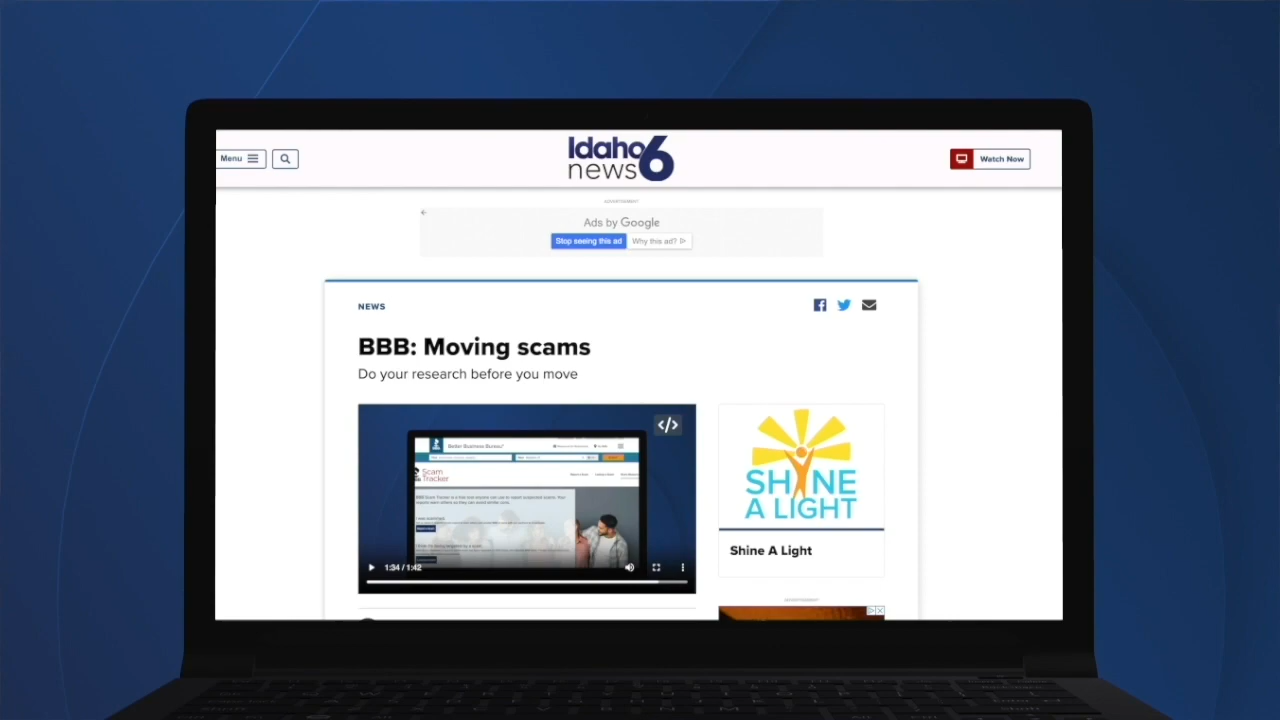 Menu
Idaho
news6
Watch Now
ADVERTISEMENT
Ads by Google
Stop seeing this ad
Why this ad?
NEWS
BBB: Moving scams
Do your research before you move
Better Business Bureau
Scam
Tracker
1:34 / 1:42
SHINE
A LIGHT
Shine A Light
ADVERTISEMENT